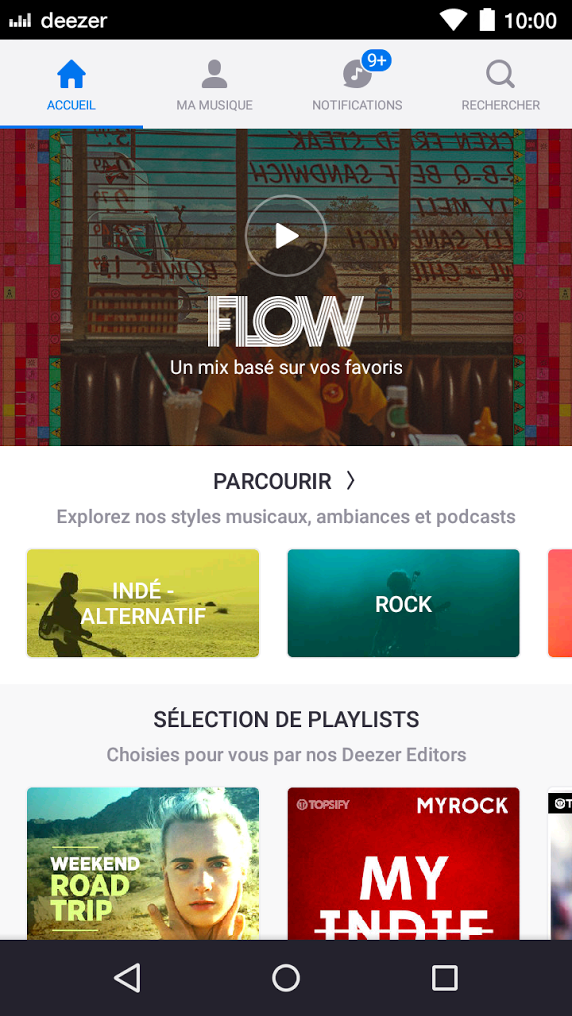 deezer
10:00
9+
ACCUEIL
MA MUSIQUE
NOTIFICATIONS
RECHERCHER
FLOW
Un mix basé sur vos favoris
PARCOURIR >
Explorez nos styles musicaux, ambiances et podcasts
INDÉ -
ALTERNATIF
ROCK
SÉLECTION DE PLAYLISTS
Choisies pour vous par nos Deezer Editors
WEEKEND
ROAD
TRIP
TOPSIFY
MYROCK
MY
INDIE